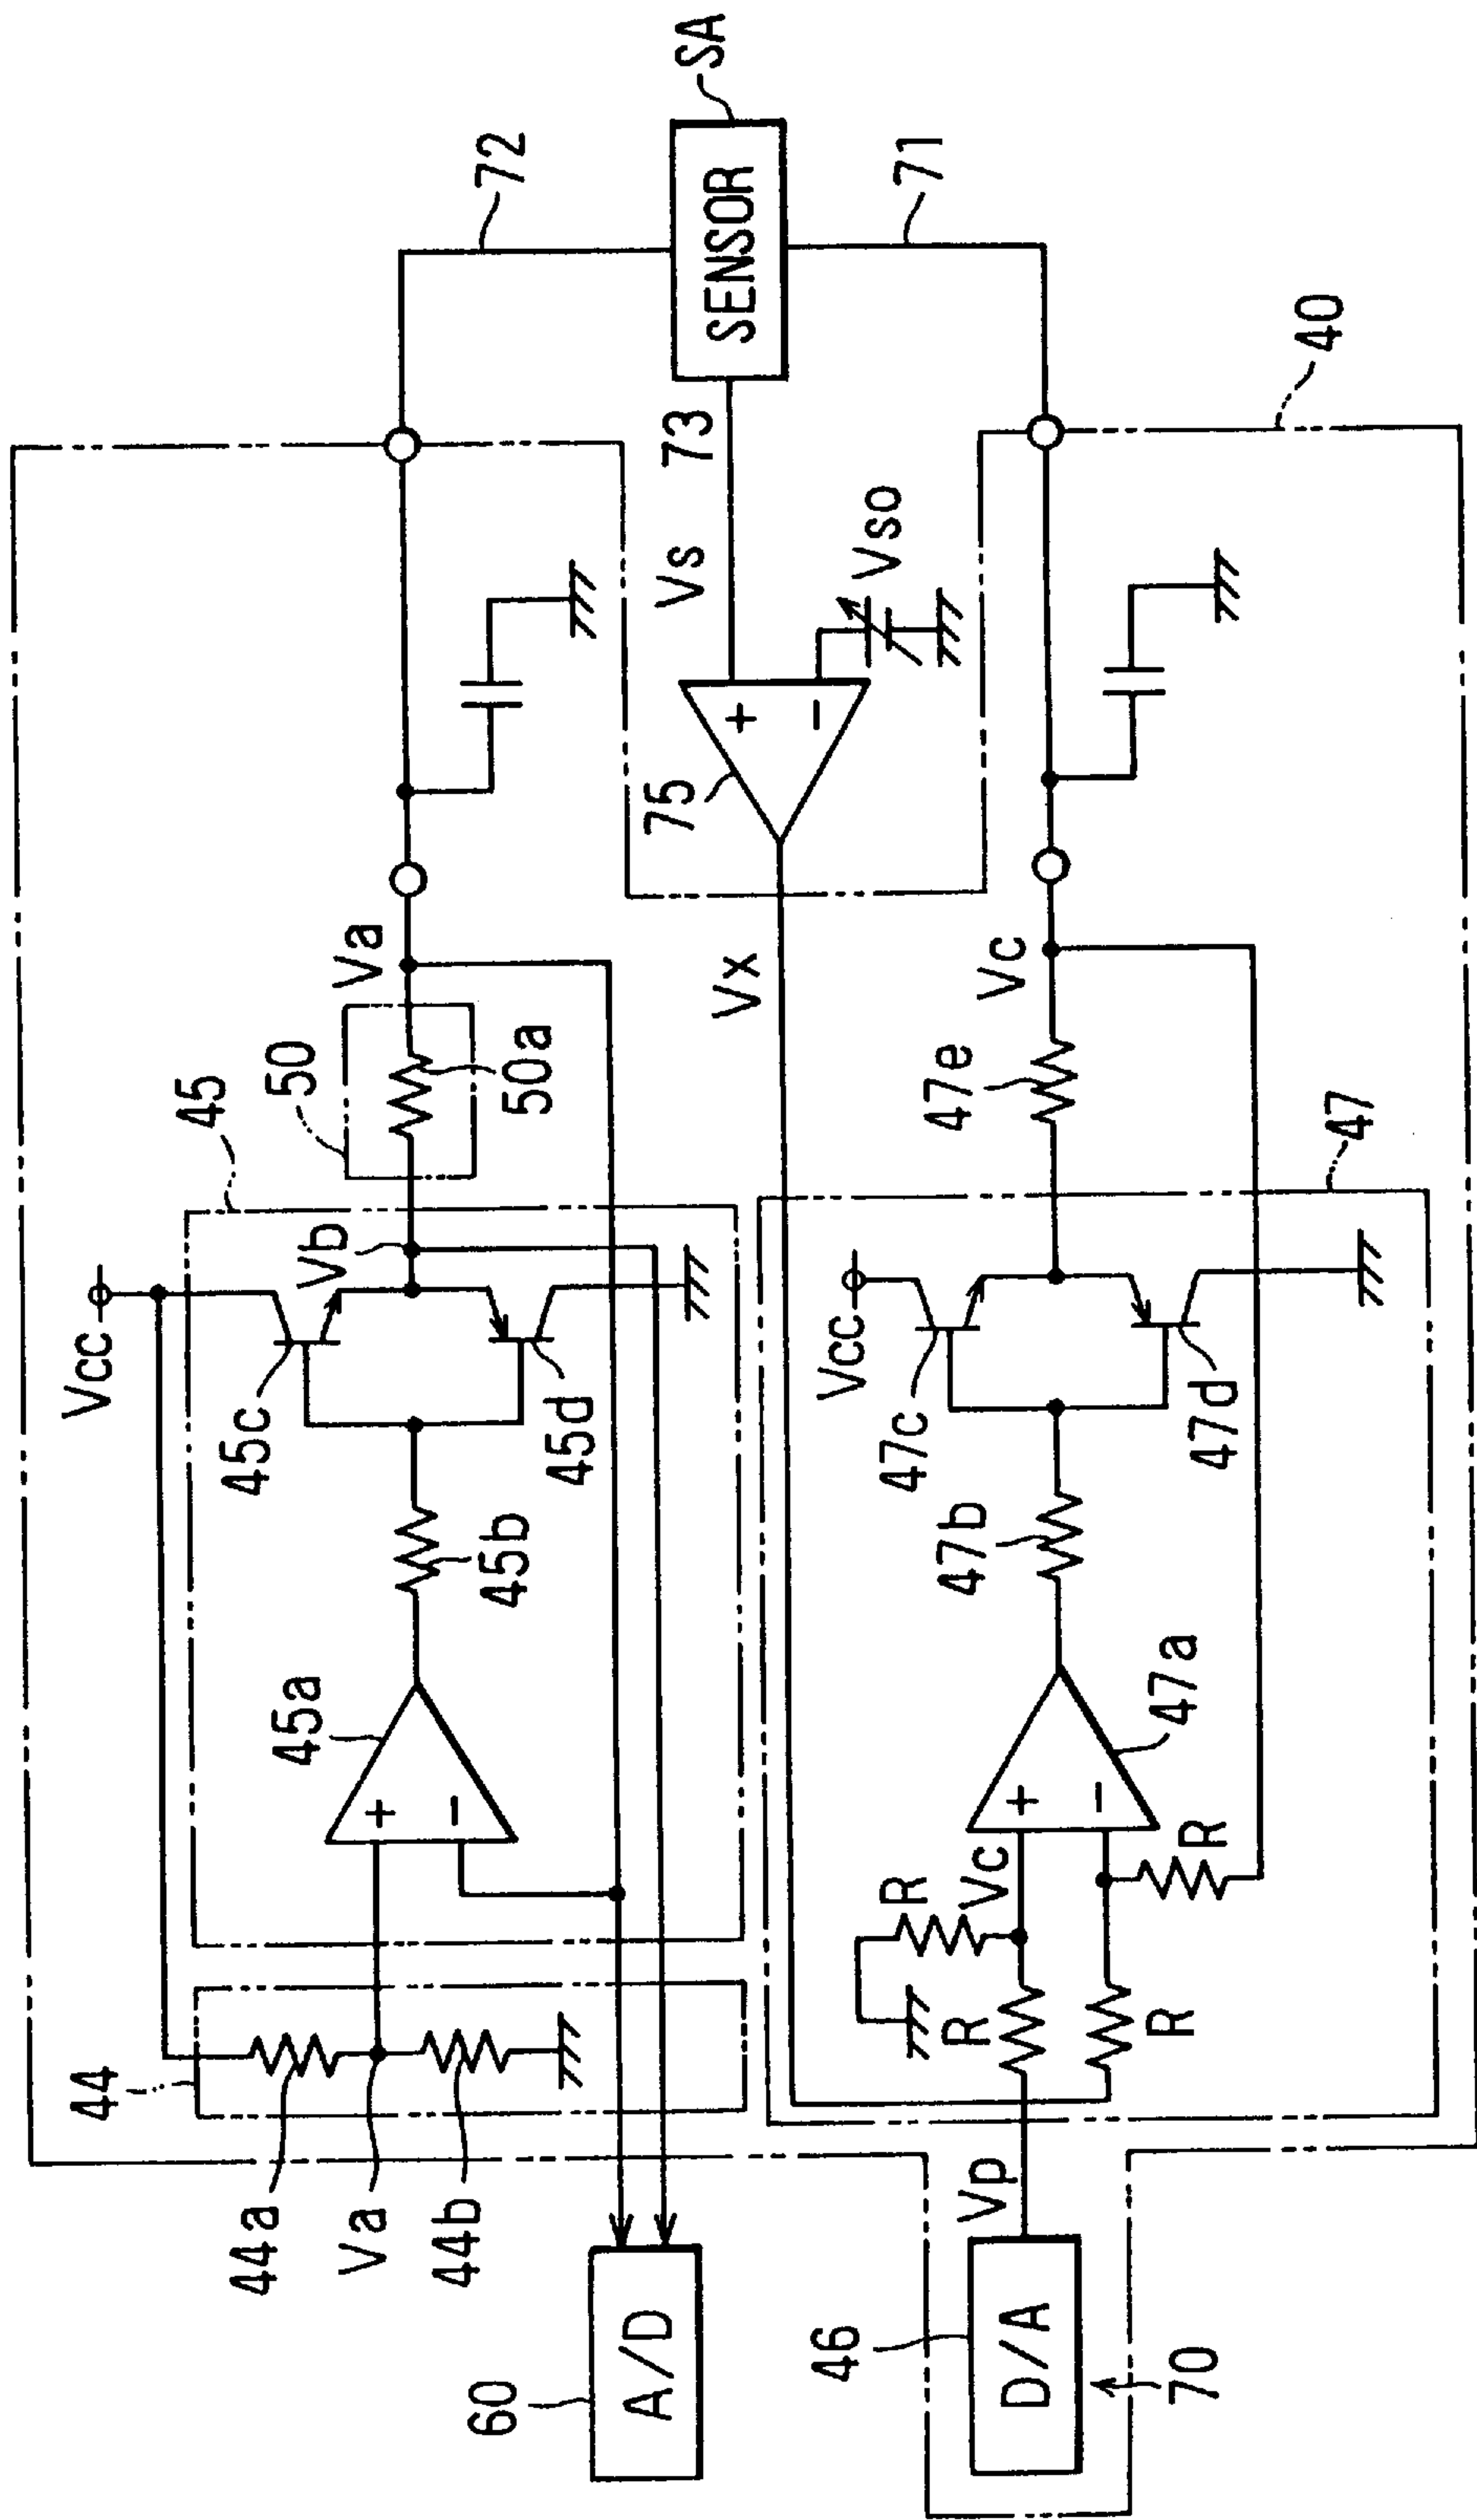 SA
72
SENSOR
71
40
73
Vs
Vso
+
−
75
Va
Vx
Vc
50
50a
47e
45
47
Vb
Vcc
45c
45d
Vcc
47c
47d
45b
47b
45a
+
−
47a
+
−
R
Vc
R
R
R
44
44a
Va
44b
Vp
60
A/D
46
D/A
70